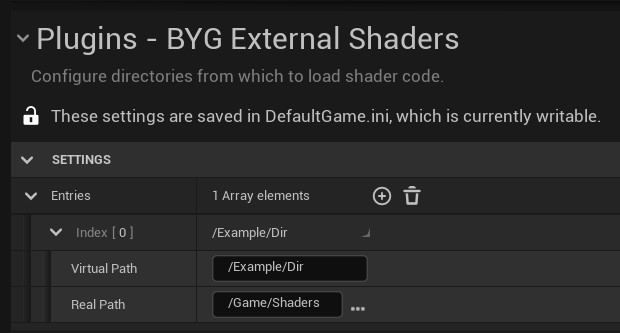 Plugins - BYG External Shaders
Configure directories from which to load shader code.
These settings are saved in DefaultGame.ini, which is currently writable.
SETTINGS
Entries 1 Array elements
Index [ 0 ] /Example/Dir
Virtual Path /Example/Dir
Real Path /Game/Shaders ...